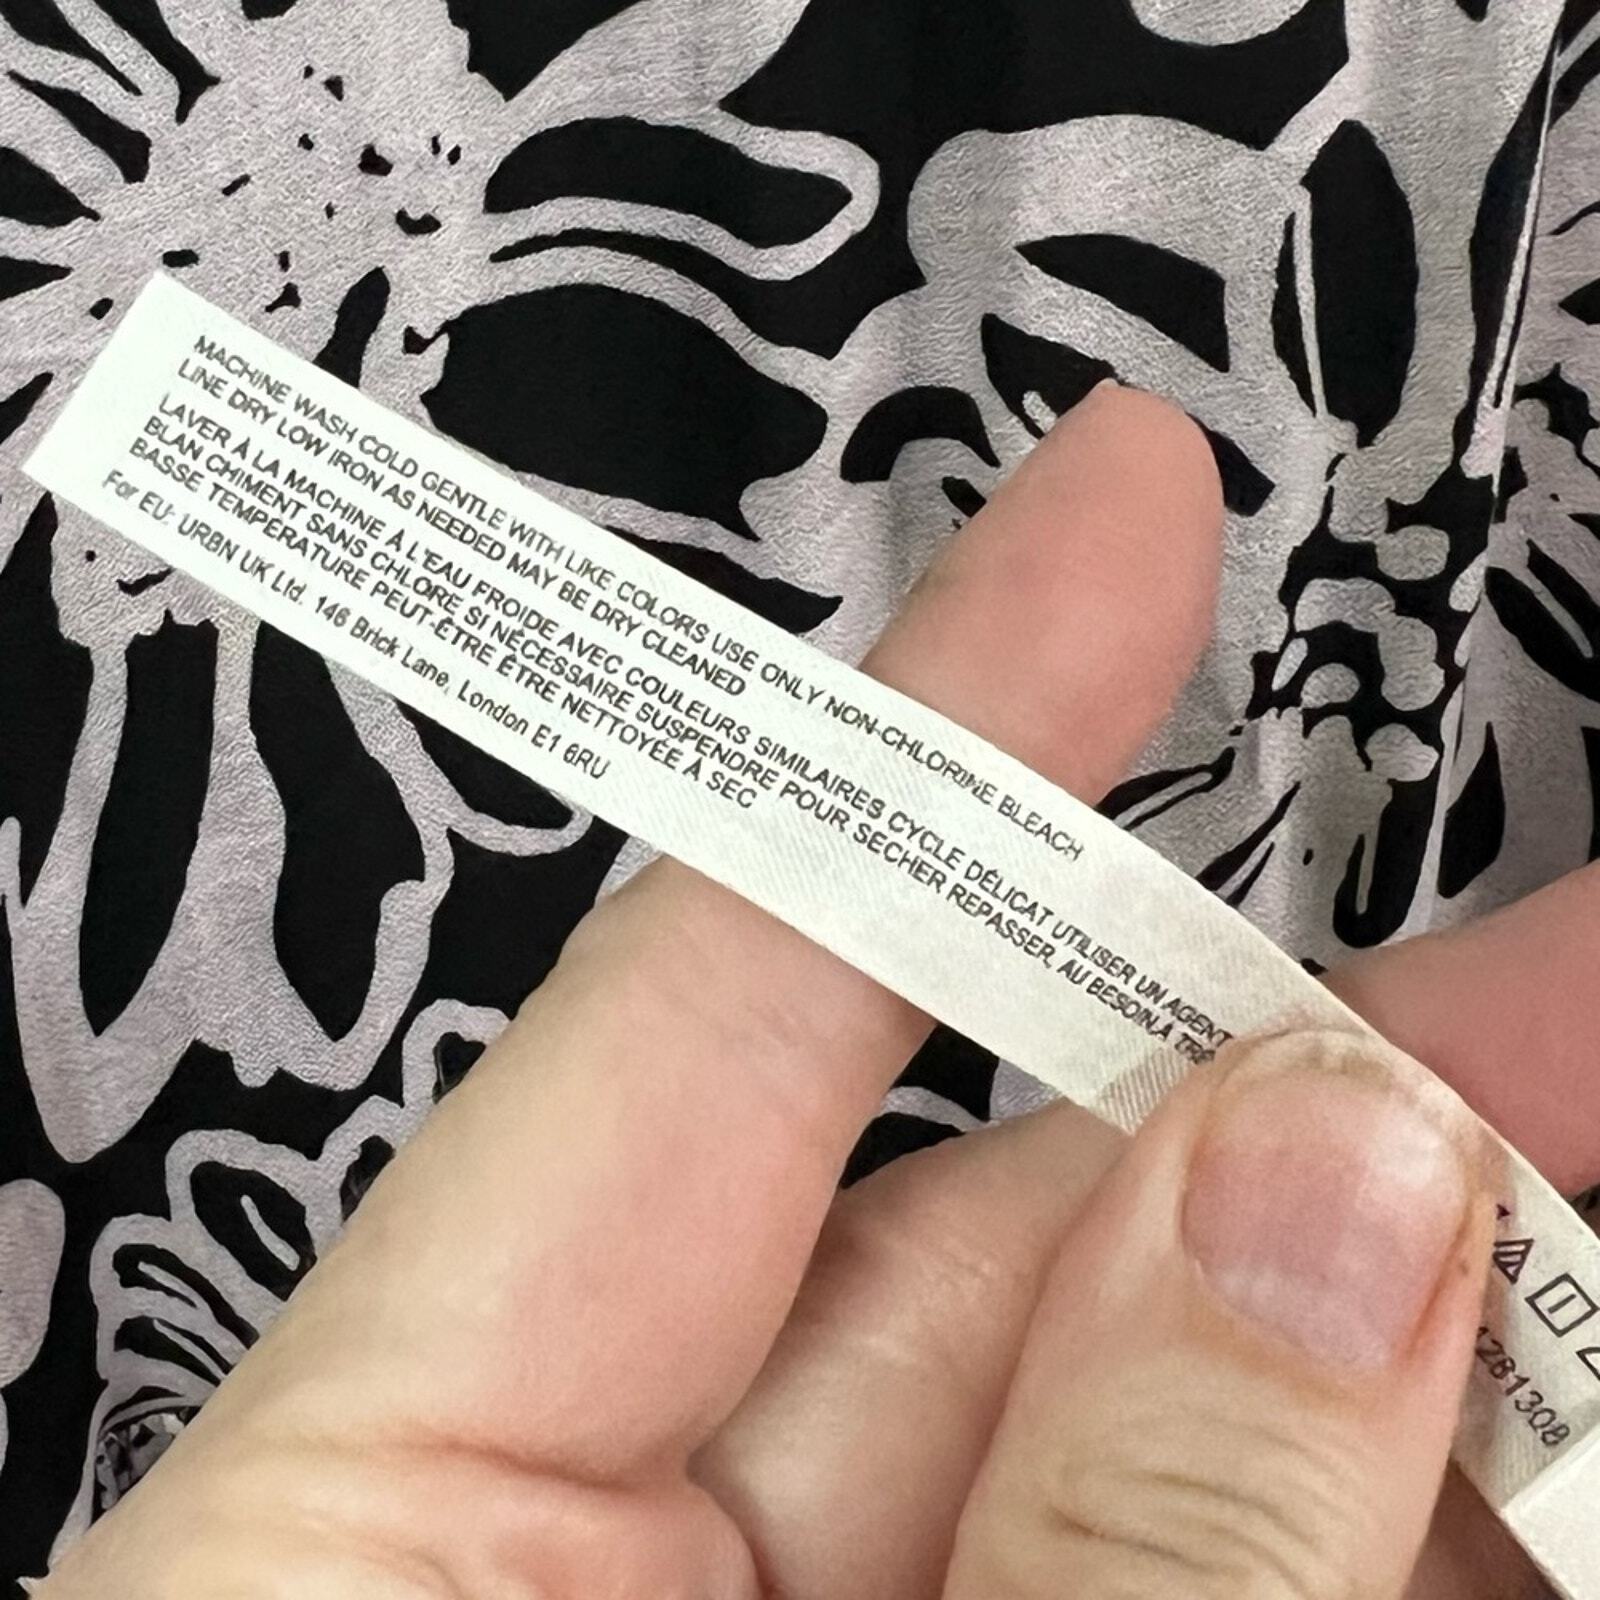 MACHINE WASH COLD GENTLE WITH LIKE COLORS USE ONLY NON-CHLORINE BLEACH
LINE DRY LOW IRON AS NEEDED MAY BE DRY CLEANED
LAVER À LA MACHINE À L'EAU FROIDE AVEC COULEURS SIMILAIRES CYCLE DÉLICAT UTILISER UN AGENT
BLAN CHIMENT SANS CHLORE SI NÉCESSAIRE SUSPENDRE POUR SECHER REPASSER, AU BESOIN,À
BASSE TEMPÉRATURE PEUT-ÊTRE ÊTRE NETTOYÉE À SEC
For EU: URBN UK Ltd. 146 Brick Lane, London E1 6RU
1281308